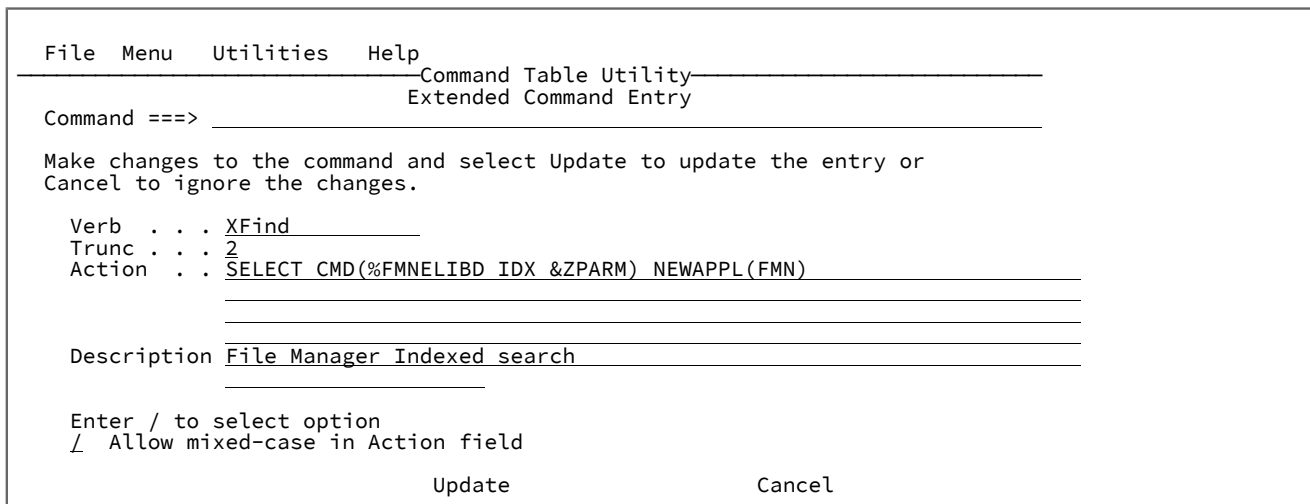 File  Menu   Utilities   Help
Command Table Utility
Extended Command Entry
Command ===>
Make changes to the command and select Update to update the entry or
Cancel to ignore the changes.
Verb  . . . XFind
Trunc . . . 2
Action  . . SELECT CMD(%FMNELIBD IDX &ZPARM) NEWAPPL(FMN)
Description File Manager Indexed search
Enter / to select option
/  Allow mixed-case in Action field
Update                   Cancel